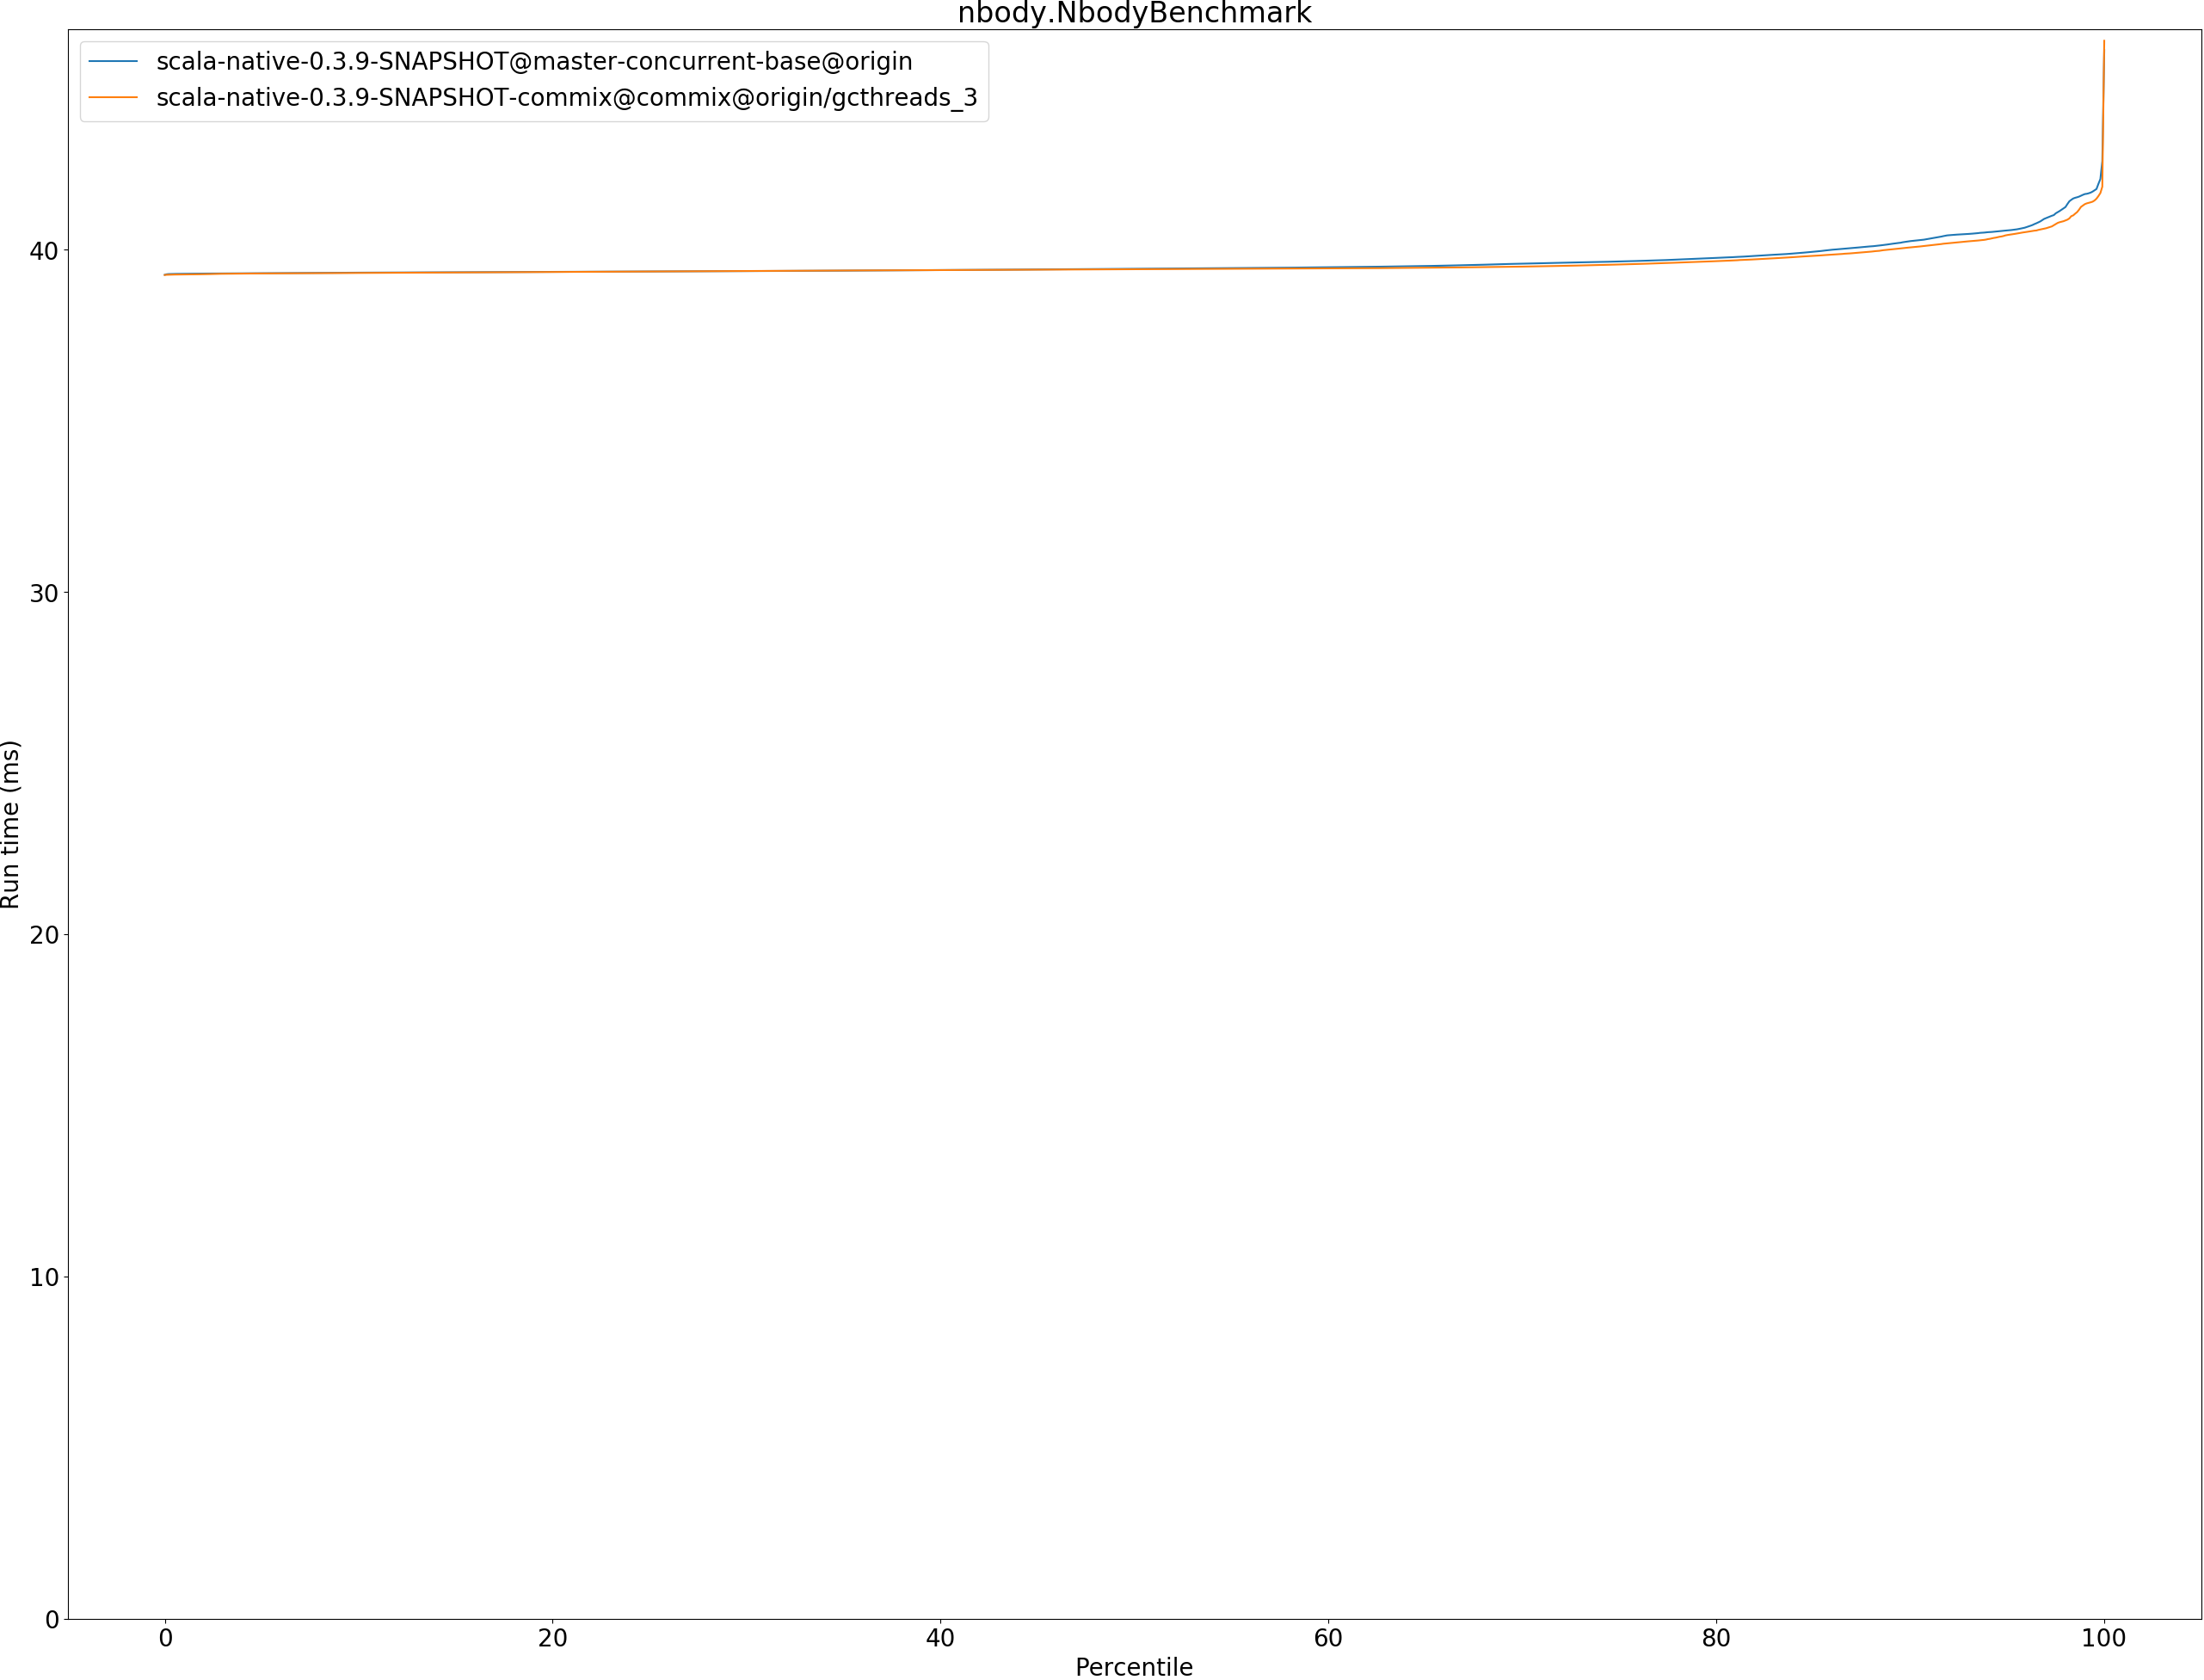 nbody.NbodyBenchmark
scala-native-0.3.9-SNAPSHOT@master-concurrent-base@origin
scala-native-0.3.9-SNAPSHOT-commix@commix@origin/gcthreads_3
40
30
20
10
0
Run time (ms)
0 20 40 60 80 100
Percentile